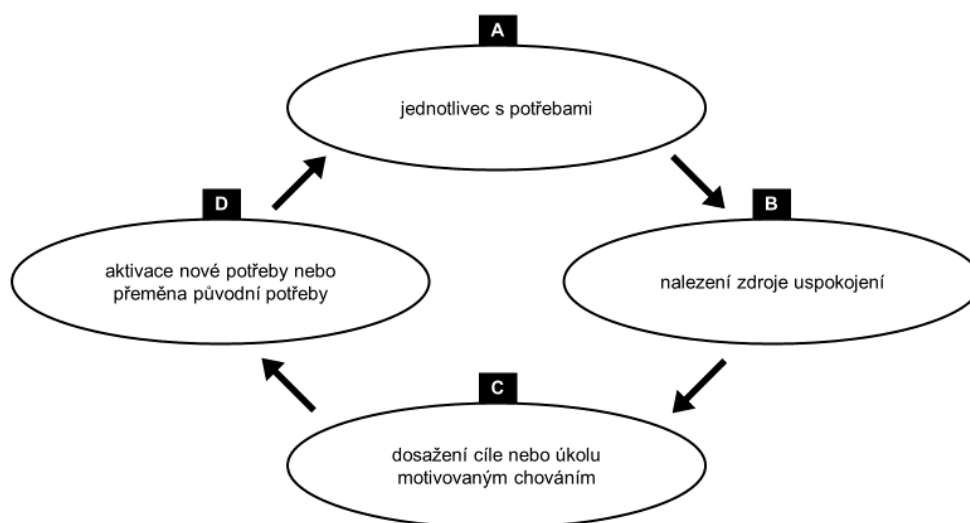 A
jednotlivec s potřebami
D
aktivace nové potřeby nebo
přeměna původní potřeby
B
nalezení zdroje uspokojení
C
dosažení cíle nebo úkolu
motivovaným chováním